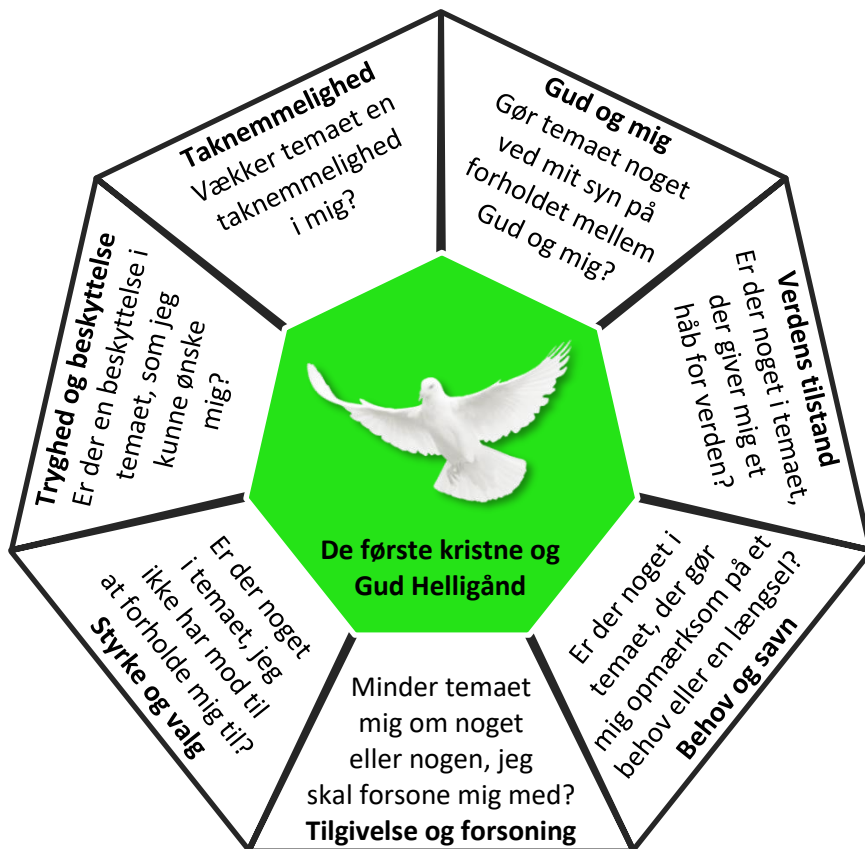 Taknemmelighed
Vækker temaet en
taknemmelighed
i mig?
Gud og mig
Gør temaet noget
ved mit syn på
forholdet mellem
Gud og mig?
Verdens tilstand
Er der noget i temaet,
der giver mig et
håb for verden?
Er der noget i
temaet, der gør
mig opmærksom på et
behov eller en længsel?
Behov og savn
Minder temaet
mig om noget
eller nogen, jeg
skal forsone mig med?
Tilgivelse og forsoning
Er der noget
i temaet, jeg
ikke har mod til
at forholde mig til?
Styrke og valg
Tryghed og beskyttelse
Er der en beskyttelse i
temaet, som jeg
kunne ønske
mig?
De første kristne og
Gud Helligånd